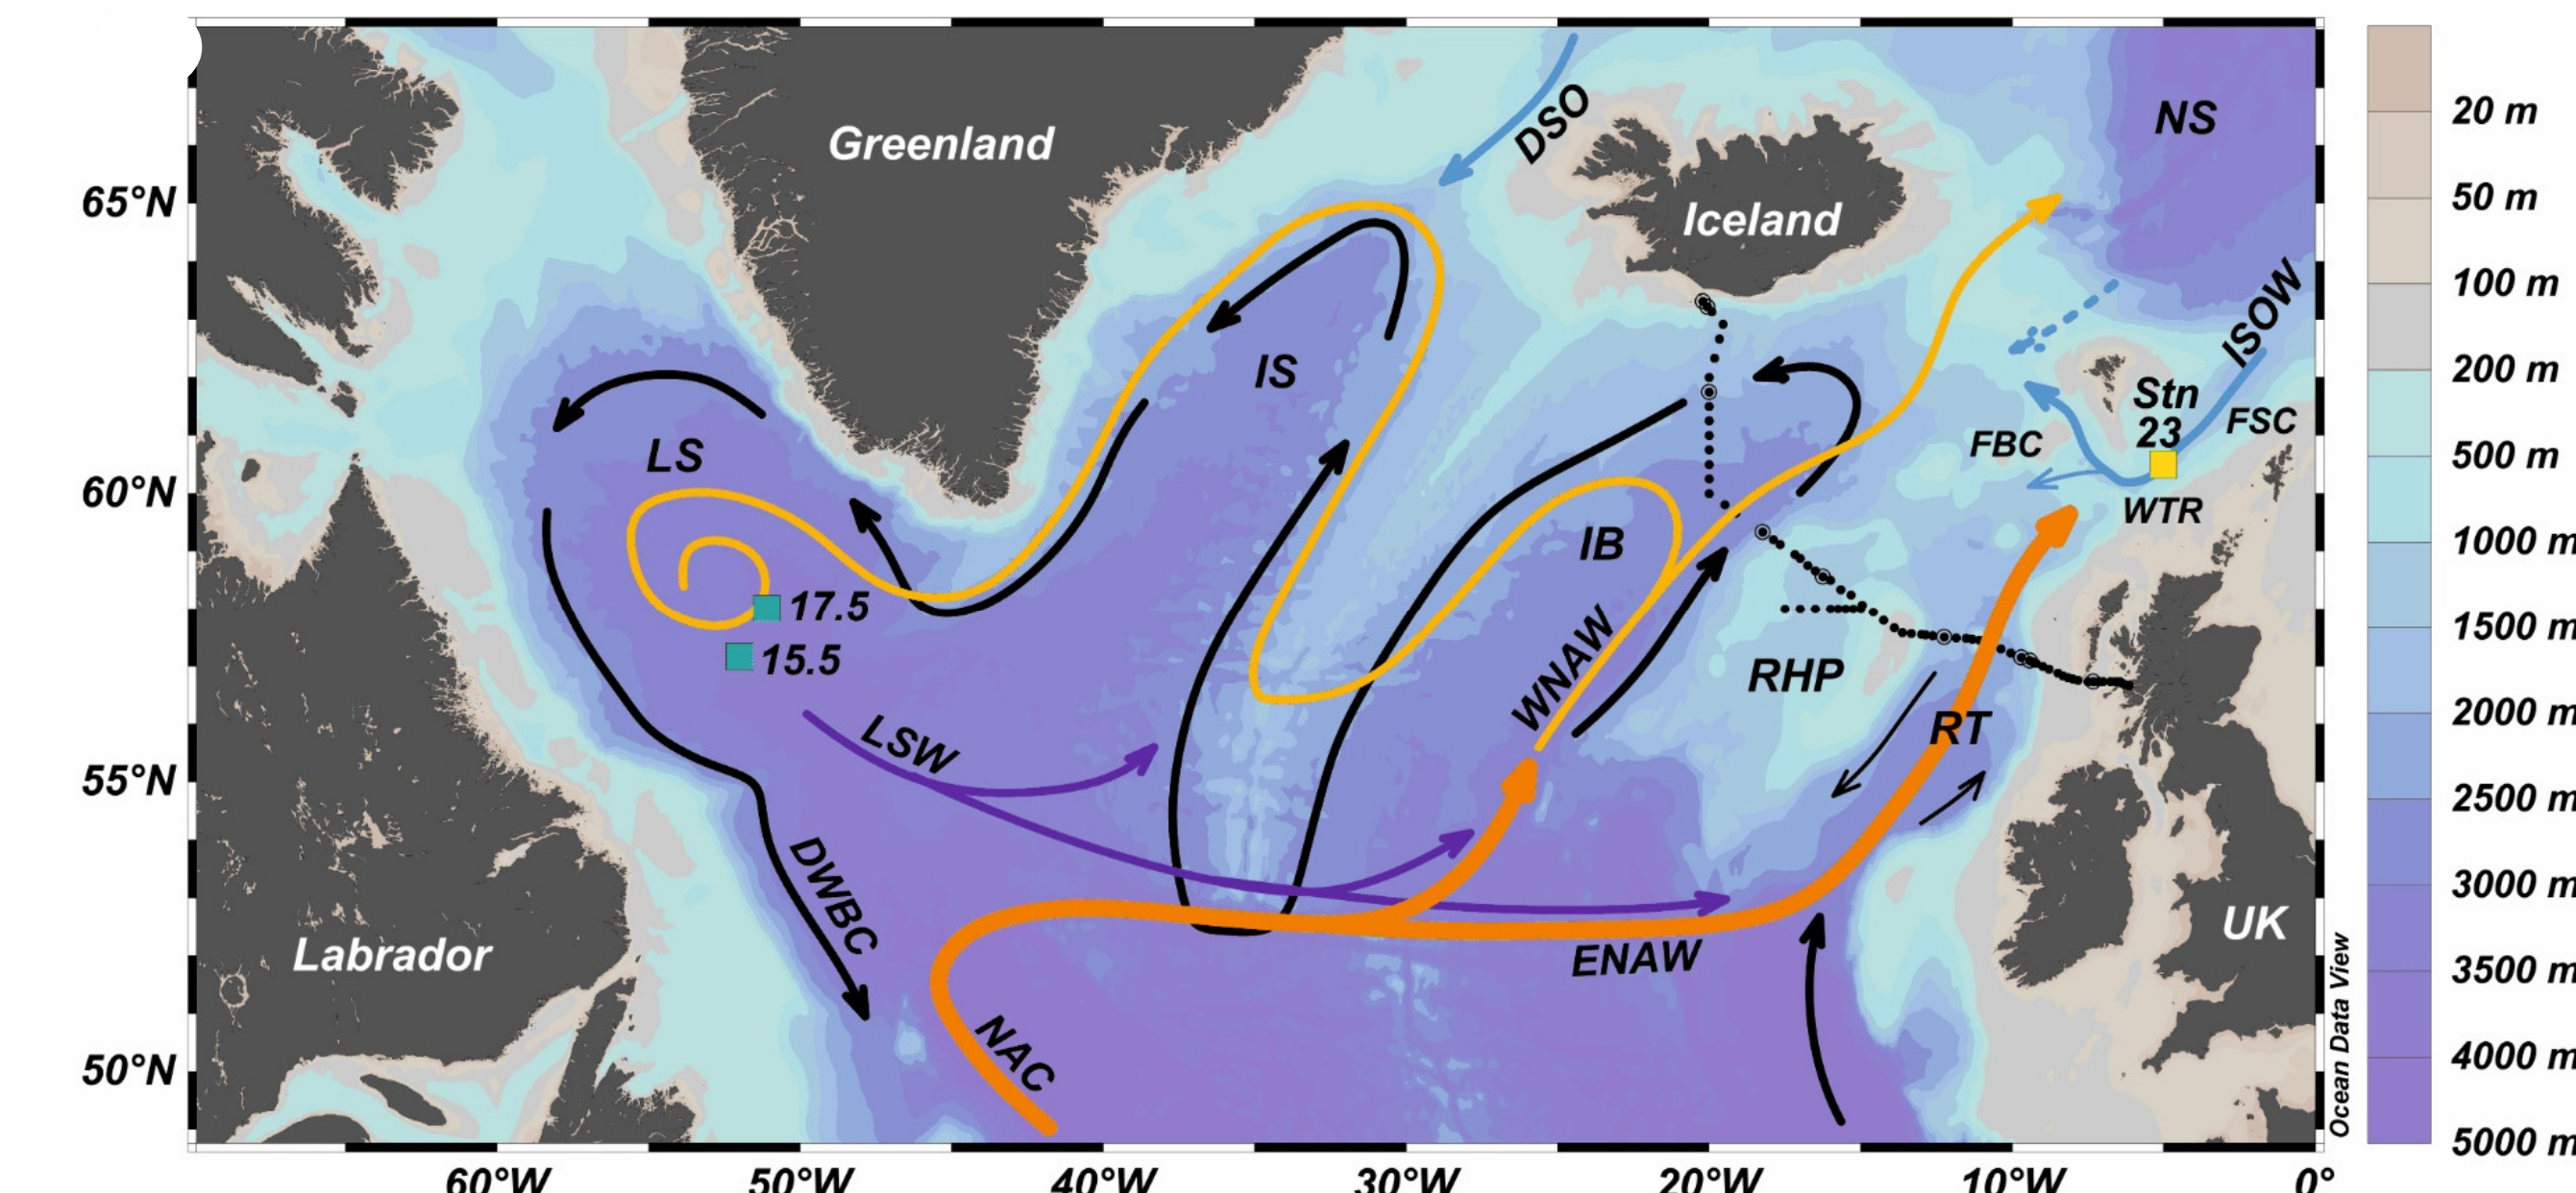 Greenland
DSO
NS
20 m
50 m
65°N
Iceland
100 m
ISOW
200 m
IS
Stn
23
FSC
LS
FBC
500 m
60°N
WTR
IB
1000 m
17.5
1500 m
15.5
WNAW
RHP
2000 m
LSW
RT
55°N
2500 m
DWBC
3000 m
Labrador
UK
ENAW
3500 m
NAC
4000 m
50°N
Ocean Data View
5000 m
60°W
50°W
40°W
30°W
20°W
10°W
0°